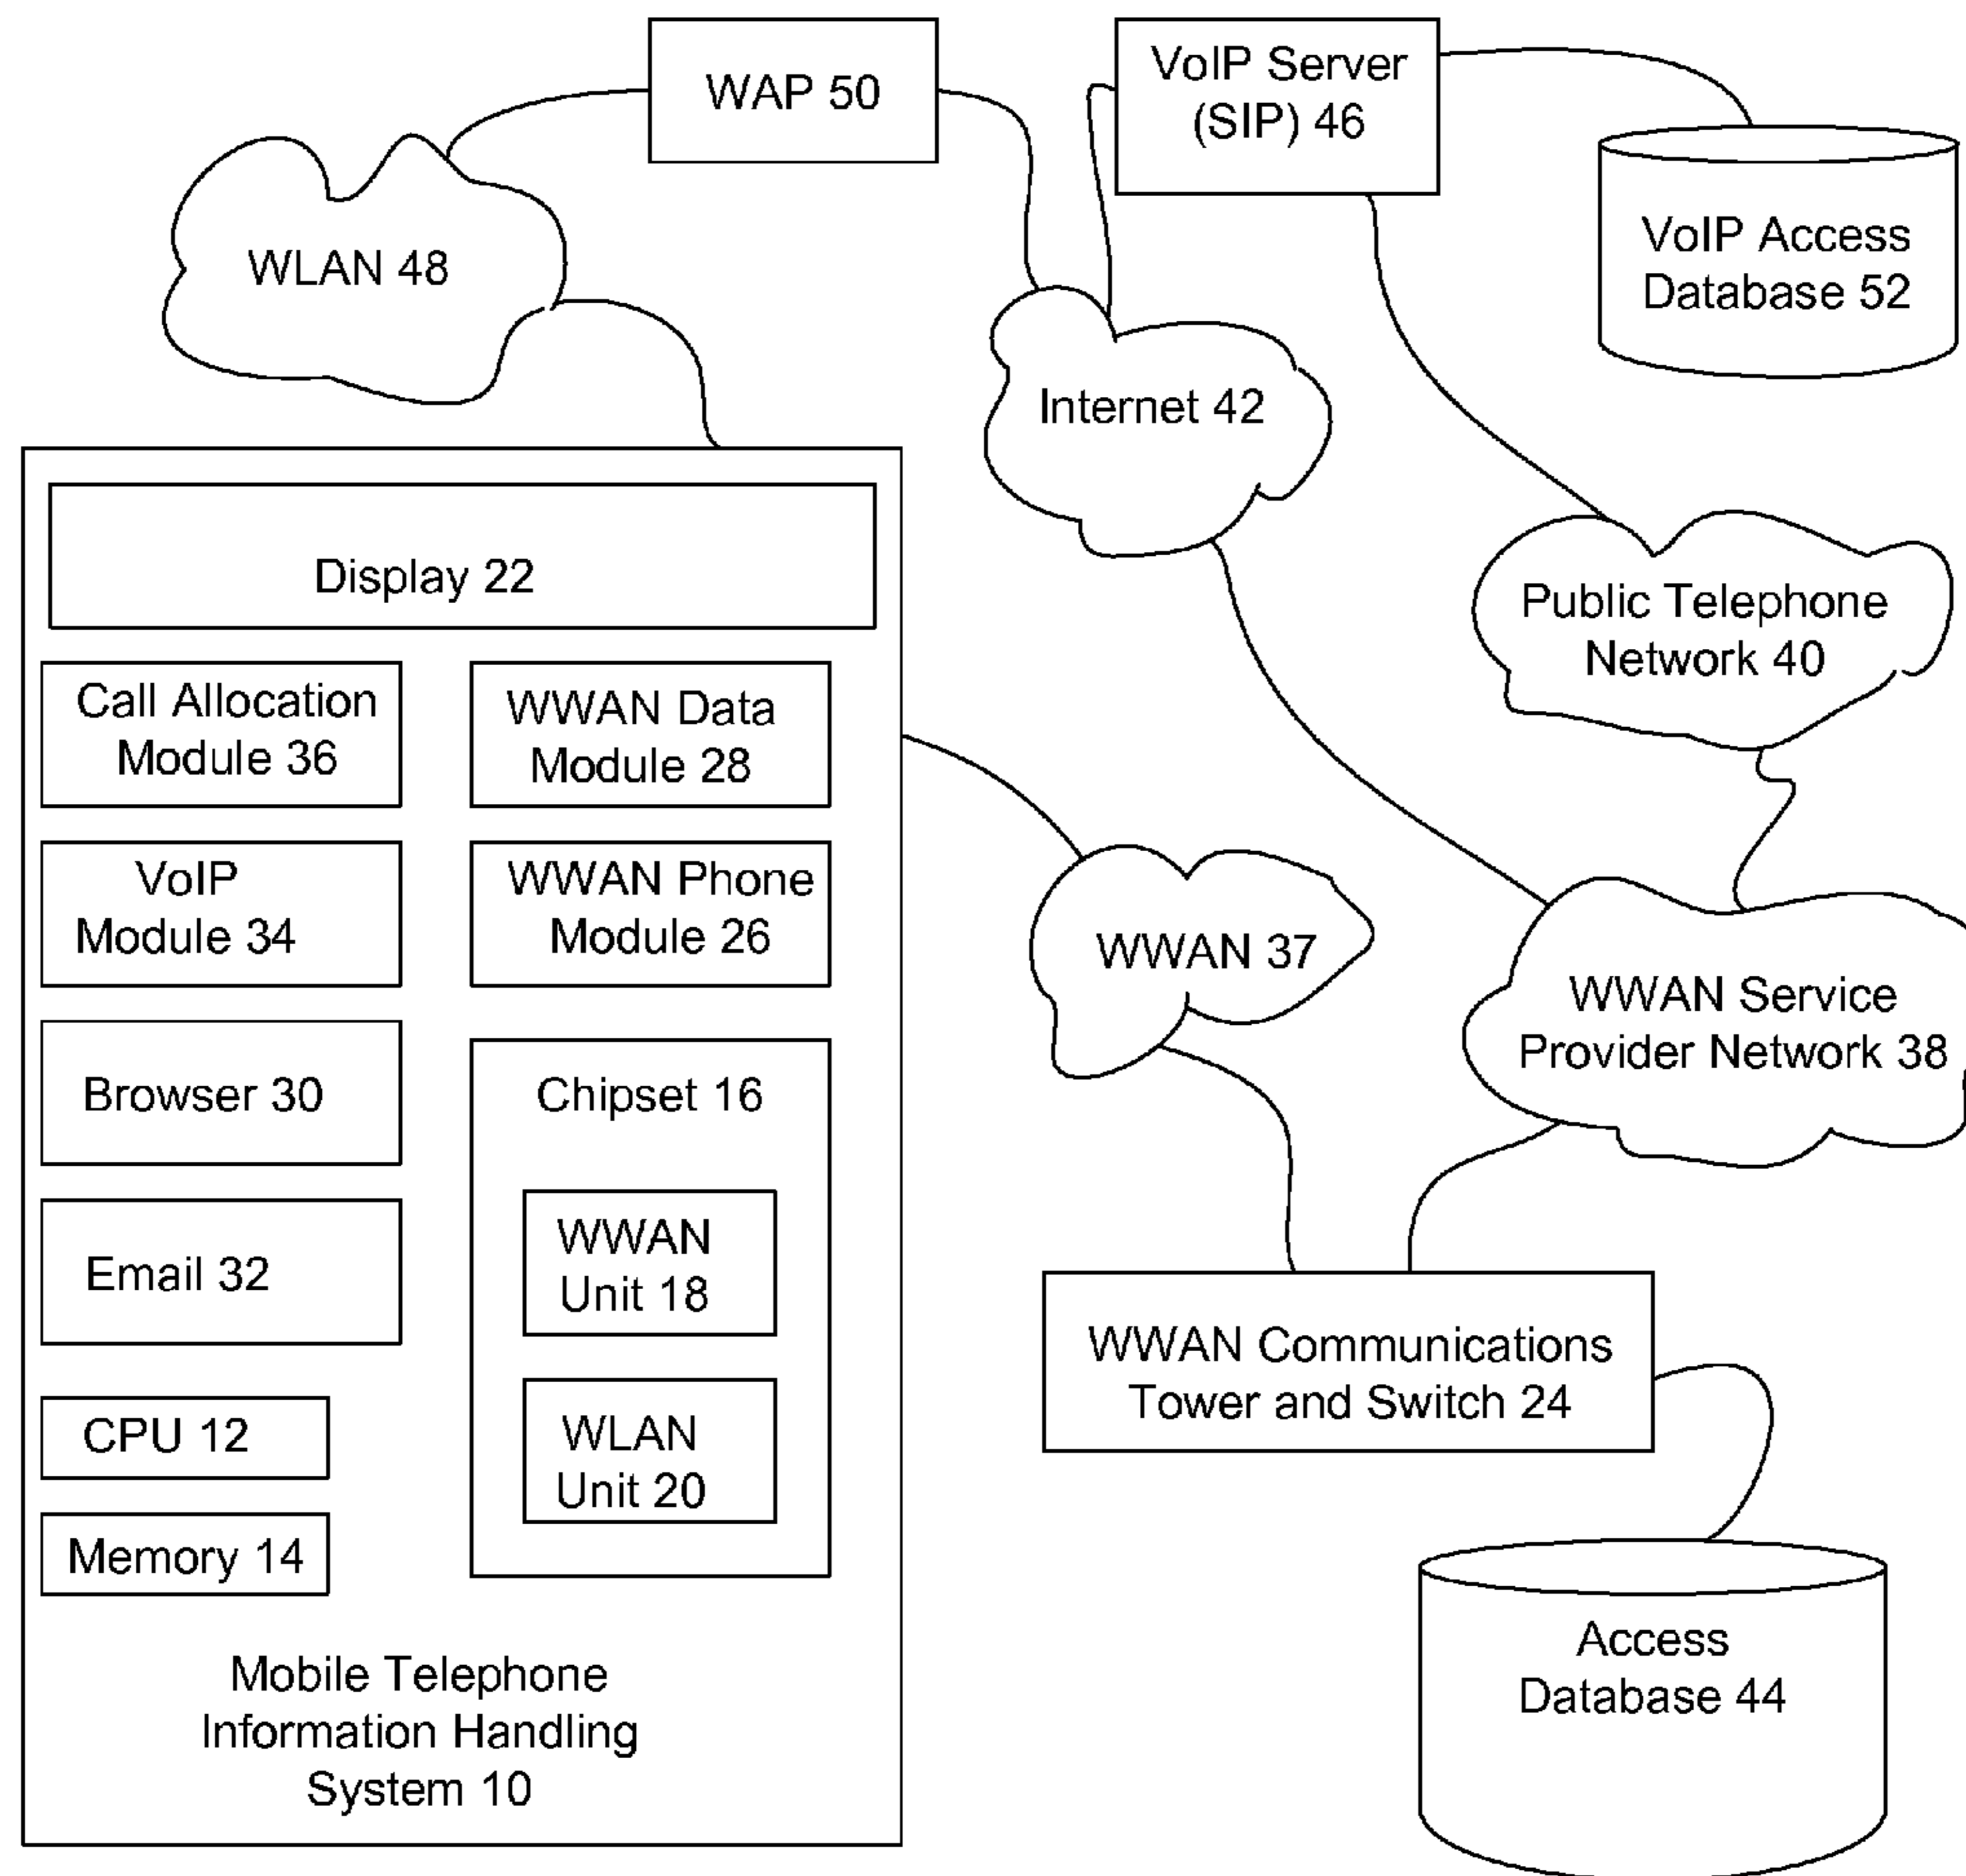 WAP 50
VoIP Server
(SIP) 46
VoIP Access
Database 52
WLAN 48
Internet 42
Public Telephone
Network 40
Display 22
Call Allocation
Module 36
WWAN Data
Module 28
VoIP
Module 34
WWAN Phone
Module 26
Browser 30
Chipset 16
Email 32
WWAN
Unit 18
WLAN
Unit 20
CPU 12
Memory 14
Mobile Telephone
Information Handling
System 10
WWAN 37
WWAN Service
Provider Network 38
WWAN Communications
Tower and Switch 24
Access
Database 44